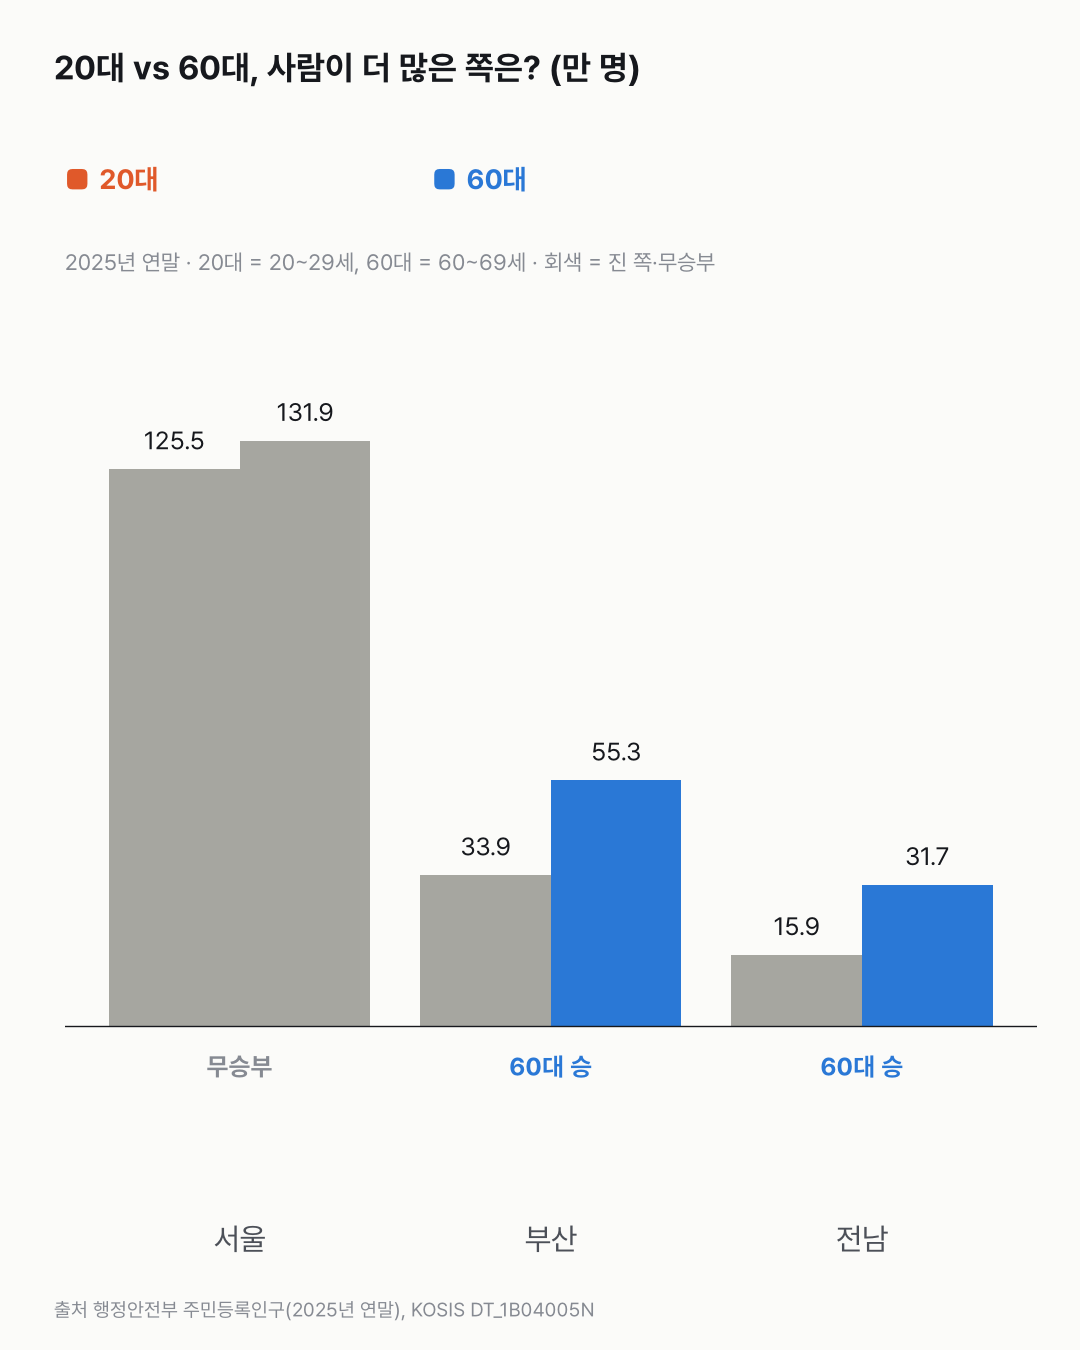 20대 vs 60대, 사람이 더 많은 쪽은? (만 명)
20대
60대
2025년 연말 · 20대 = 20~29세, 60대 = 60~69세 · 회색 = 진 쪽·무승부
125.5
131.9
33.9
55.3
15.9
31.7
무승부
60대 승
60대 승
서울
부산
전남
출처 행정안전부 주민등록인구(2025년 연말), KOSIS DT_1B04005N